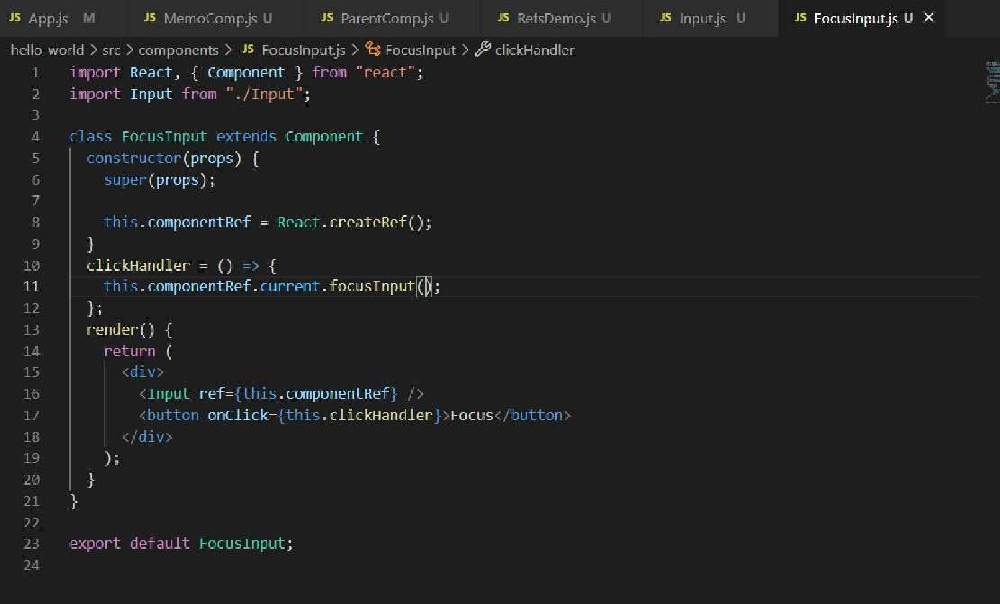 JS App.js M JS MemoComp.js U JS ParentComp.js U JS RefsDemo.js U JS Input.js U JS FocusInput.js U ×
hello-world > src > components > JS FocusInput.js > FocusInput > clickHandler
1 import React, { Component } from "react";
2 import Input from "./Input";
3
4 class FocusInput extends Component {
5 constructor(props) {
6 super(props);
7
8 this.componentRef = React.createRef();
9 }
10 clickHandler = () => {
11 this.componentRef.current.focusInput();
12 };
13 render() {
14 return (
15 <div>
16 <Input ref={this.componentRef} />
17 <button onClick={this.clickHandler}>Focus</button>
18 </div>
19 );
20 }
21 }
22
23 export default FocusInput;
24